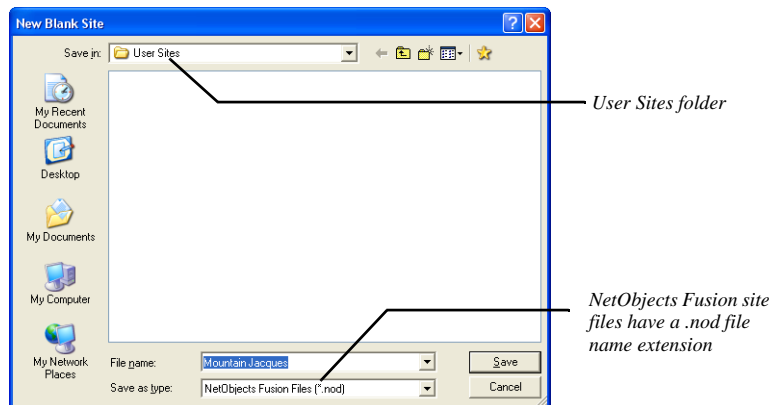 New Blank Site
Save in: User Sites
User Sites folder
My Recent
Documents
Desktop
My Documents
My Computer
NetObjects Fusion site
files have a .nod file
name extension
My Network
Places
File name: Mountain Jacques Save
Save as type: NetObjects Fusion Files (*.nod) Cancel